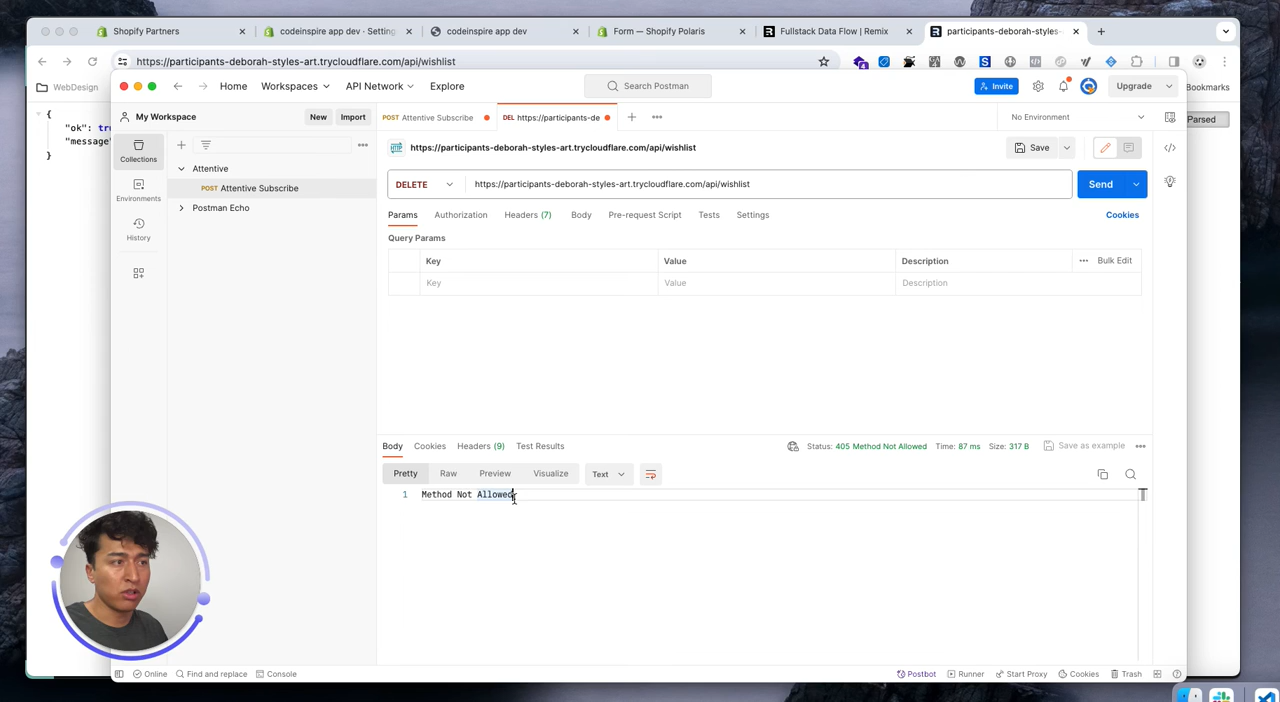 Shopify Partners
codeinspire app dev - Setting
codeinspire app dev
Form — Shopify Polaris
Fullstack Data Flow | Remix
participants-deborah-styles-
https://participants-deborah-styles-art.trycloudflare.com/api/wishlist
WebDesign
Bookmarks
Home
Workspaces
API Network
Explore
Search Postman
Invite
Upgrade
{
"ok": tr
"message"
}
Parsed
My Workspace
New
Import
POST Attentive Subscribe
DEL https://participants-de
No Environment
Collections
Environments
History
Attentive
POST Attentive Subscribe
Postman Echo
HTTP
https://participants-deborah-styles-art.trycloudflare.com/api/wishlist
Save
DELETE
https://participants-deborah-styles-art.trycloudflare.com/api/wishlist
Send
Params
Authorization
Headers (7)
Body
Pre-request Script
Tests
Settings
Cookies
Query Params
Key
Value
Description
Bulk Edit
Key
Value
Description
Body
Cookies
Headers (9)
Test Results
Status: 405 Method Not Allowed
Time: 87 ms
Size: 317 B
Save as example
Pretty
Raw
Preview
Visualize
Text
1
Method Not Allowed
Online
Find and replace
Console
Postbot
Runner
Start Proxy
Cookies
Trash